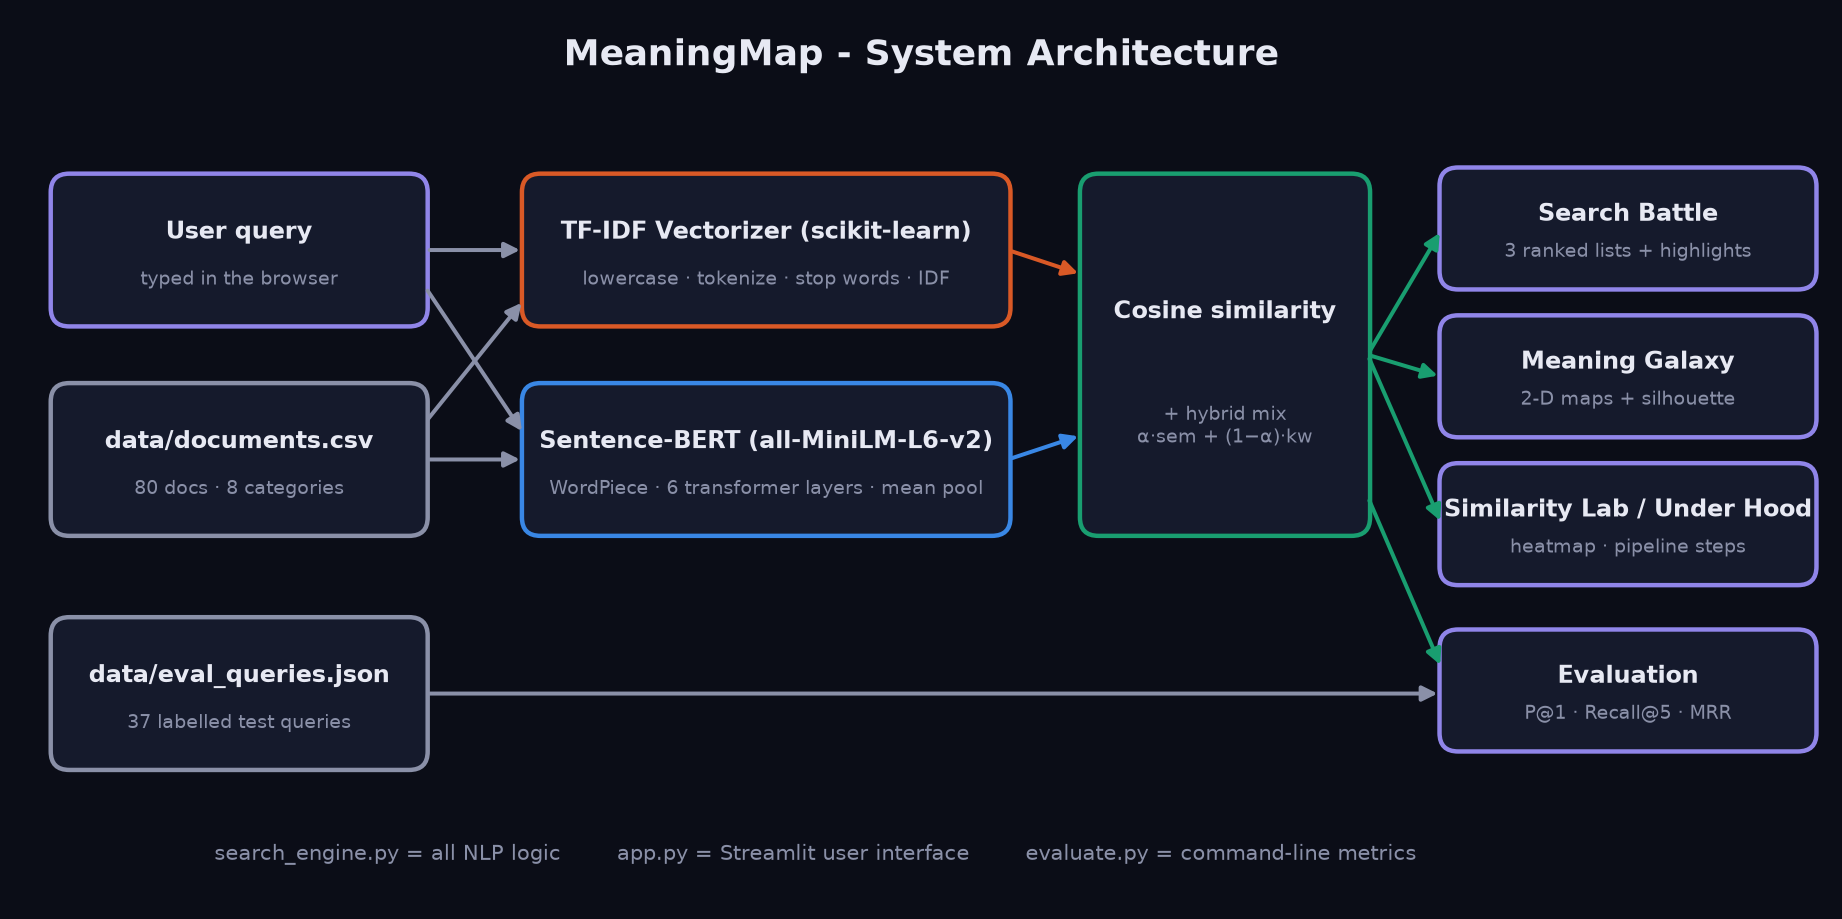 MeaningMap - System Architecture
User query
typed in the browser
TF-IDF Vectorizer (scikit-learn)
lowercase · tokenize · stop words · IDF
data/documents.csv
80 docs · 8 categories
Sentence-BERT (all-MiniLM-L6-v2)
WordPiece · 6 transformer layers · mean pool
Cosine similarity
+ hybrid mix
α·sem + (1−α)·kw
Search Battle
3 ranked lists + highlights
Meaning Galaxy
2-D maps + silhouette
Similarity Lab / Under Hood
heatmap · pipeline steps
data/eval_queries.json
37 labelled test queries
Evaluation
P@1 · Recall@5 · MRR
search_engine.py = all NLP logic
app.py = Streamlit user interface
evaluate.py = command-line metrics